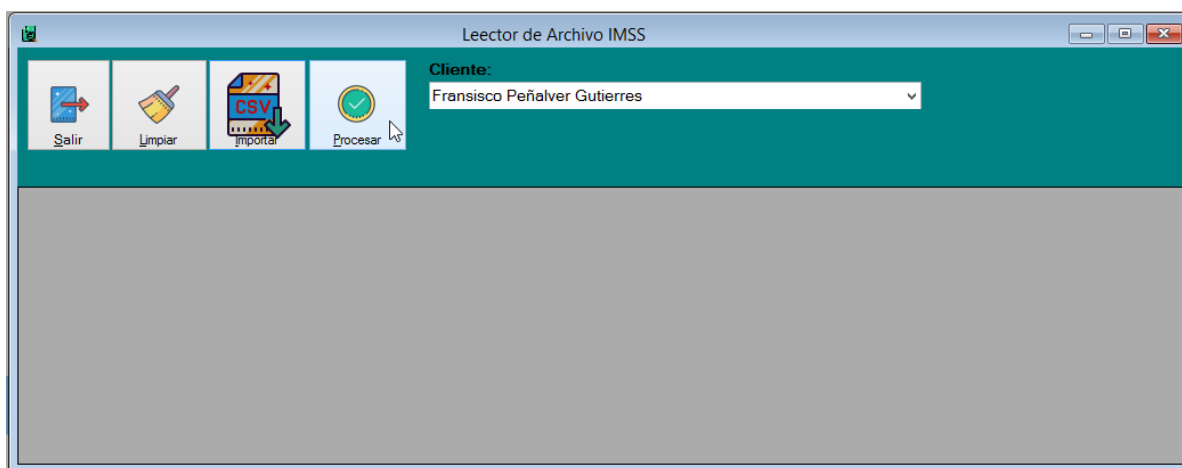 Leector de Archivo IMSS
Cliente:
Fransisco Peñalver Gutierres
CSV
Salir
Limpiar
Importar
Procesar